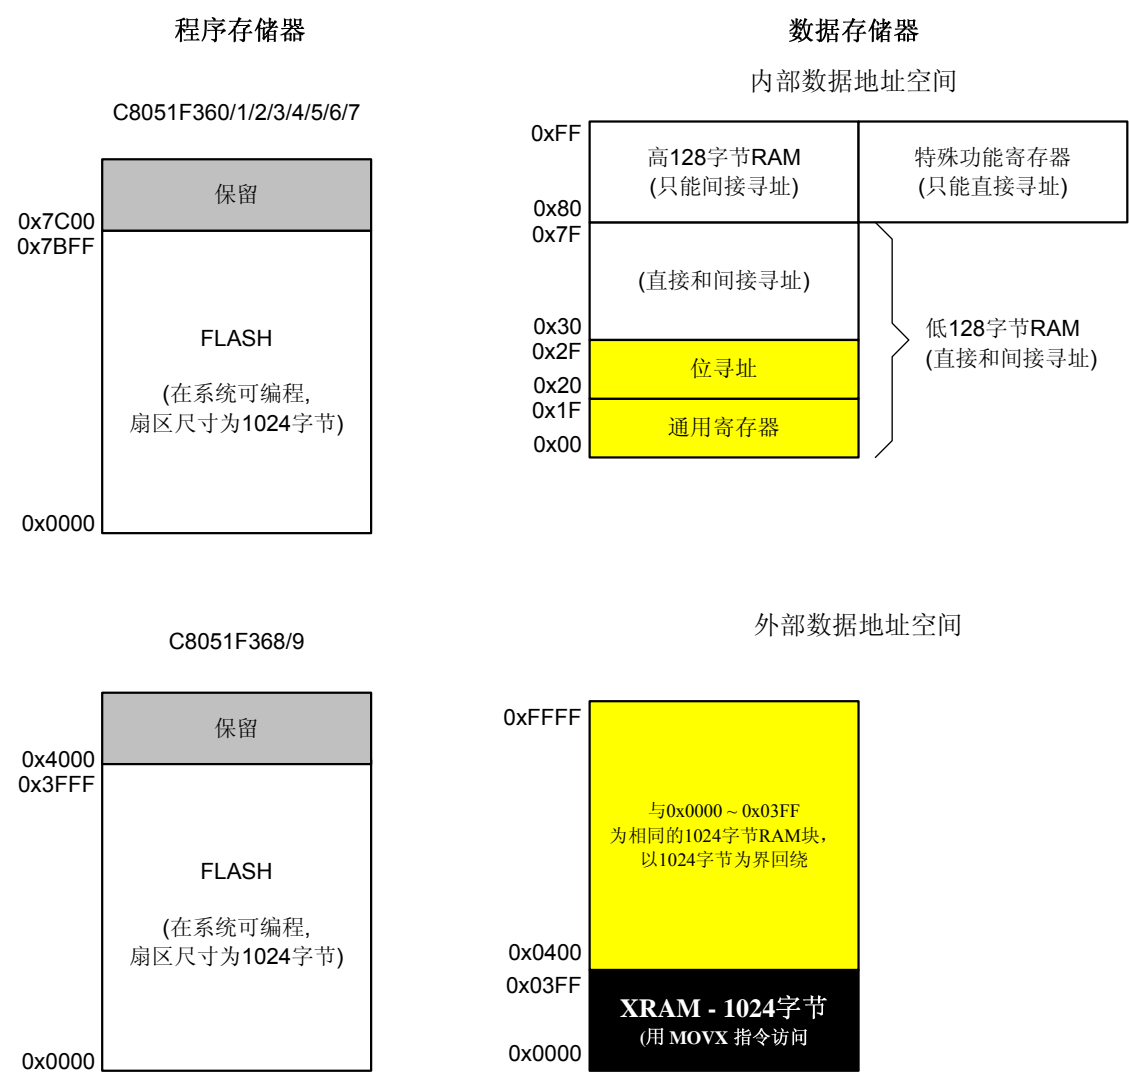 程序存储器
C8051F360/1/2/3/4/5/6/7
保留
0x7C00
0x7BFF
FLASH
(在系统可编程,
扇区尺寸为1024字节)
0x0000
C8051F368/9
保留
0x4000
0x3FFF
FLASH
(在系统可编程,
扇区尺寸为1024字节)
0x0000
数据存储器
内部数据地址空间
0xFF
高128字节RAM
(只能间接寻址)
特殊功能寄存器
(只能直接寻址)
0x80
0x7F
(直接和间接寻址)
0x30
0x2F
位寻址
0x20
0x1F
通用寄存器
0x00
低128字节RAM
(直接和间接寻址)
外部数据地址空间
0xFFFF
与0x0000 ~ 0x03FF
为相同的1024字节RAM块，
以1024字节为界回绕
0x0400
0x03FF
XRAM - 1024字节
(用 MOVX 指令访问
0x0000